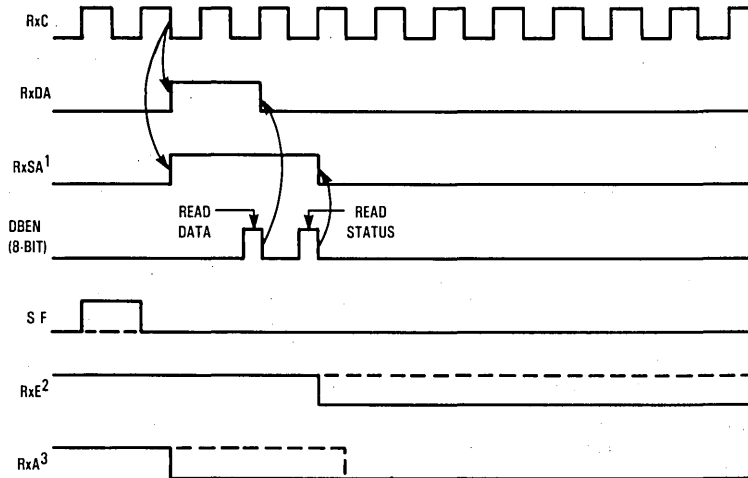 RxC
RxDA
RxSA1
READ DATA
READ STATUS
DBEN
(8-BIT)
S F
RxE2
RxA3